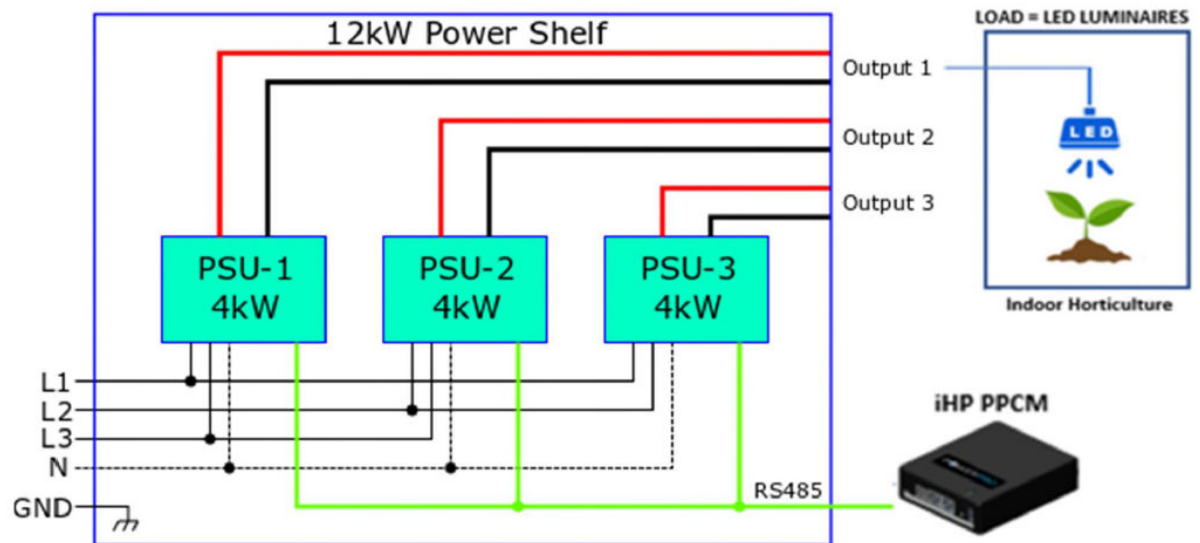 12kW Power Shelf
LOAD = LED LUMINAIRES
Output 1
LED
Output 2
Output 3
PSU-1
4kW
PSU-2
4kW
PSU-3
4kW
Indoor Horticulture
L1
L2
L3
N
GND
RS485
iHP PPCM